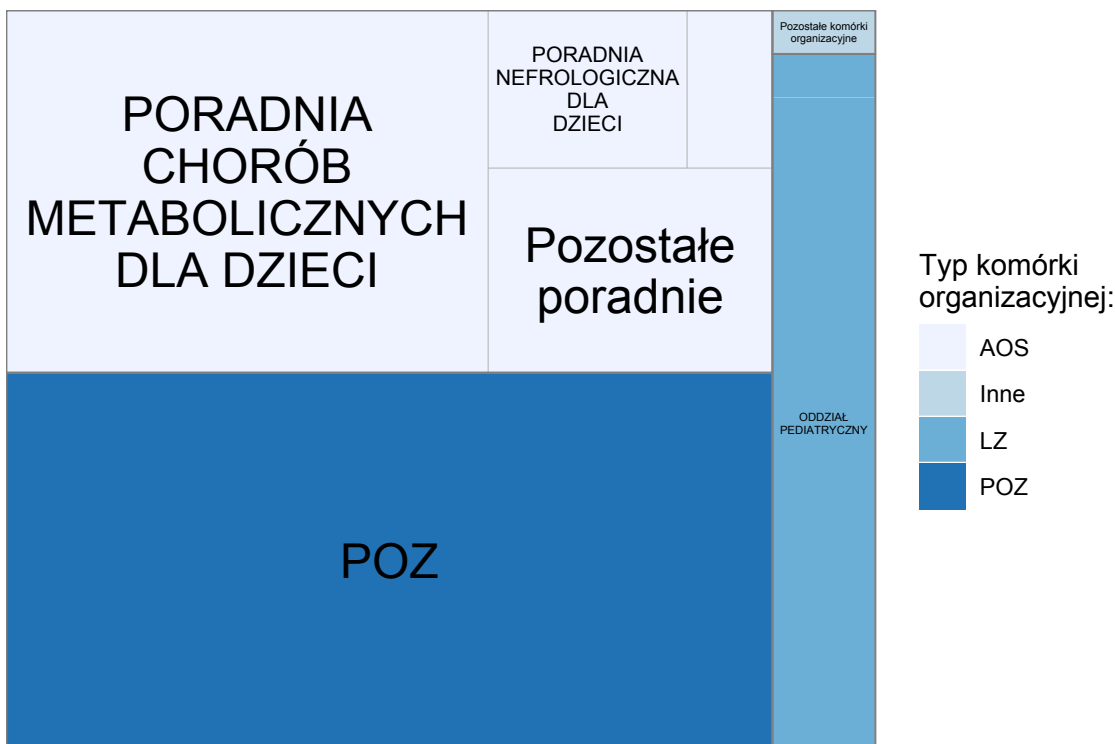 PORADNIA
CHORÓB
METABOLICZNYCH
DLA DZIECI
PORADNIA
NEFROLOGICZNA
DLA
DZIECI
Pozostałe
poradnie
Pozostałe komórki
organizacyjne
ODDZIAŁ
PEDIATRYCZNY
POZ
Typ komórki
organizacyjnej:
AOS
Inne
LZ
POZ